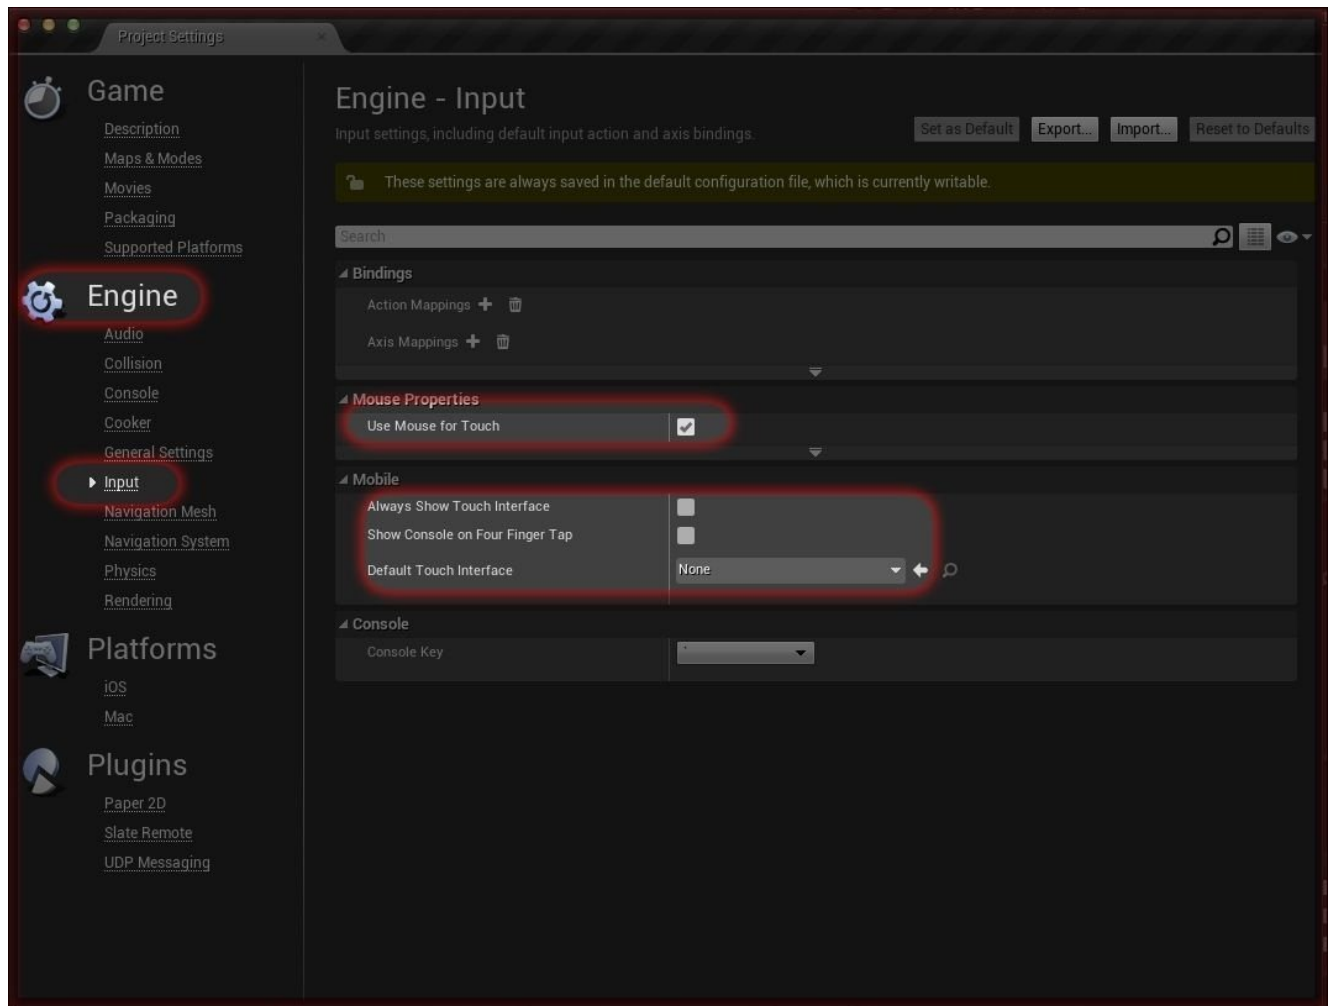 Project Settings
Game
Description
Maps & Modes
Movies
Packaging
Supported Platforms
Engine
Audio
Collision
Console
Cooker
General Settings
Input
Navigation Mesh
Navigation System
Physics
Rendering
Platforms
iOS
Mac
Plugins
Paper 2D
Slate Remote
UDP Messaging
Engine - Input
Input settings, including default input action and axis bindings.
Set as Default Export... Import... Reset to Defaults
These settings are always saved in the default configuration file, which is currently writable.
Search
Bindings
Action Mappings
Axis Mappings
Mouse Properties
Use Mouse for Touch
Mobile
Always Show Touch Interface
Show Console on Four Finger Tap
Default Touch Interface None
Console
Console Key `